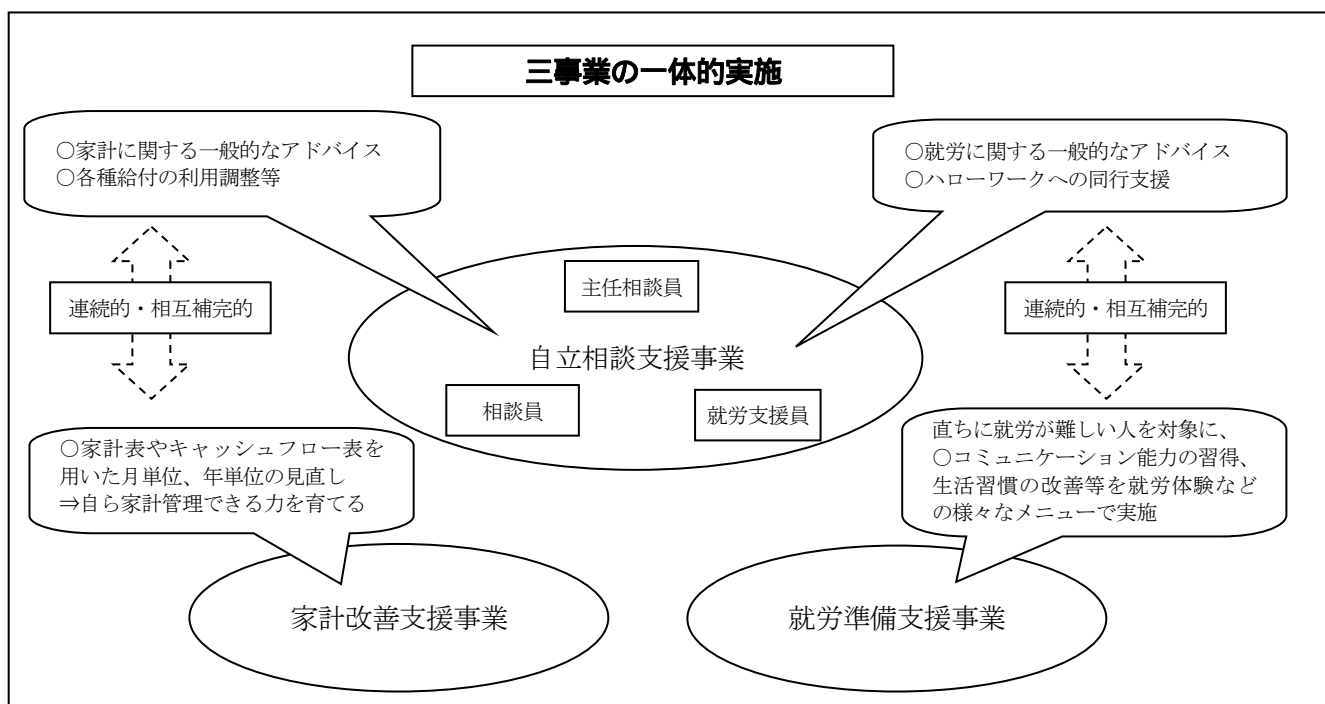 三事業の一体的実施
○家計に関する一般的なアドバイス
○各種給付の利用調整等
○就労に関する一般的なアドバイス
○ハローワークへの同行支援
連続的・相互補完的
連続的・相互補完的
主任相談員
自立相談支援事業
相談員
就労支援員
○家計表やキャッシュフロー表を
用いた月単位、年単位の見直し
⇒自ら家計管理できる力を育てる
直ちに就労が難しい人を対象に、
○コミュニケーション能力の習得、
生活習慣の改善等を就労体験など
の様々なメニューで実施
家計改善支援事業
就労準備支援事業